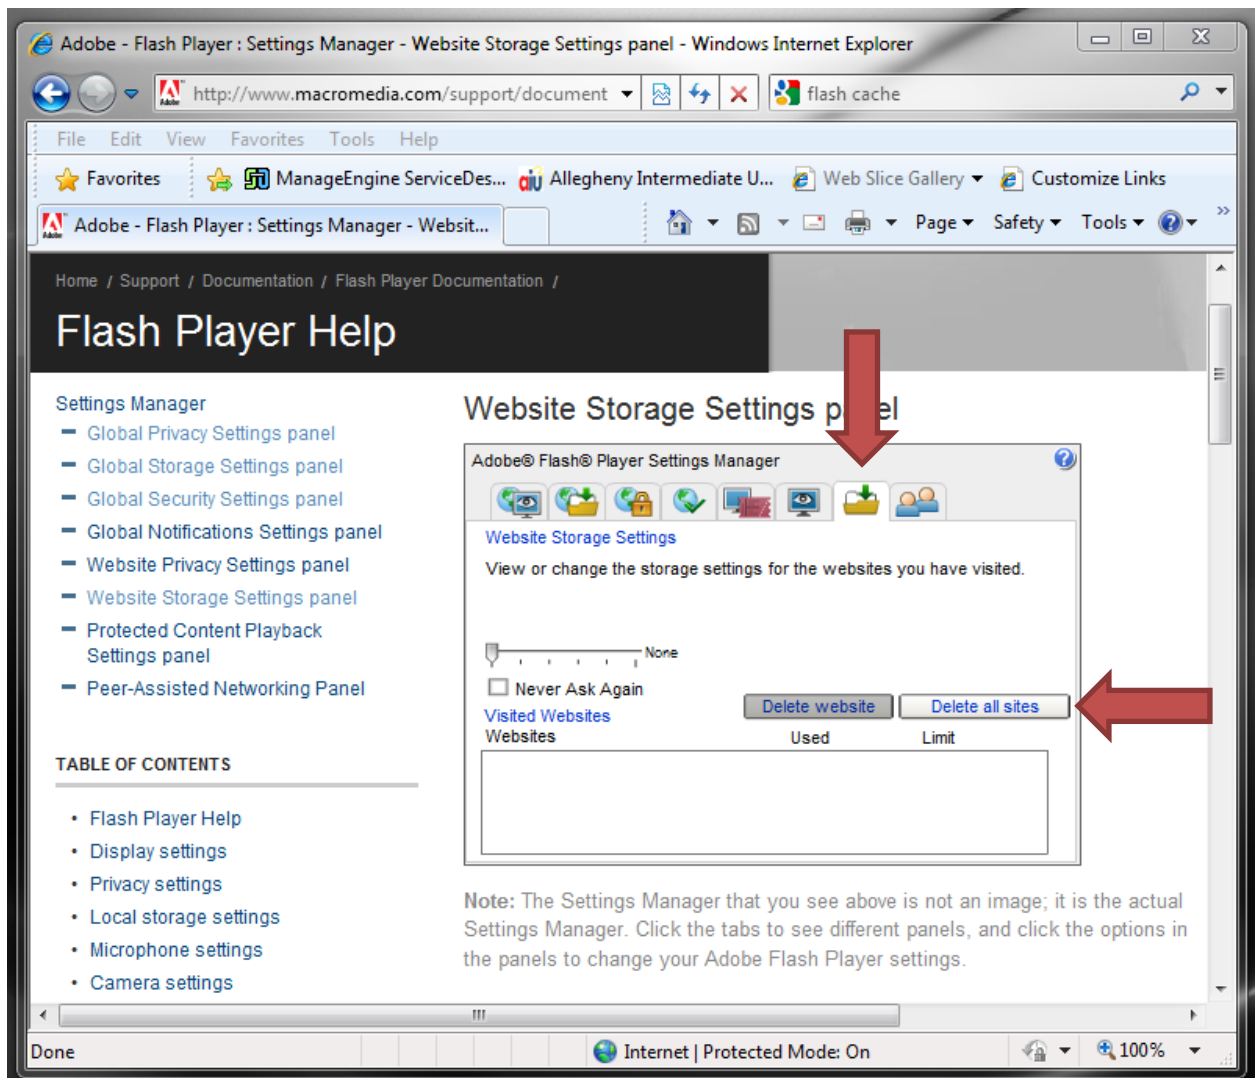 Adobe - Flash Player : Settings Manager - Website Storage Settings panel - Windows Internet Explorer
http://www.macromedia.com/support/document
flash cache
File Edit View Favorites Tools Help
Favorites ManageEngine ServiceDes... aiu Allegheny Intermediate U... Web Slice Gallery Customize Links
Adobe - Flash Player : Settings Manager - Websit... Page Safety Tools
Home / Support / Documentation / Flash Player Documentation /
Flash Player Help
Settings Manager
Global Privacy Settings panel
Global Storage Settings panel
Global Security Settings panel
Global Notifications Settings panel
Website Privacy Settings panel
Website Storage Settings panel
Protected Content Playback
Settings panel
Peer-Assisted Networking Panel
TABLE OF CONTENTS
• Flash Player Help
• Display settings
• Privacy settings
• Local storage settings
• Microphone settings
• Camera settings
Website Storage Settings p el
Adobe® Flash® Player Settings Manager
Website Storage Settings
View or change the storage settings for the websites you have visited.
None
Never Ask Again
Delete website Delete all sites
Visited Websites
Websites Used Limit
Note: The Settings Manager that you see above is not an image; it is the actual
Settings Manager. Click the tabs to see different panels, and click the options in
the panels to change your Adobe Flash Player settings.
Done Internet | Protected Mode: On 100%